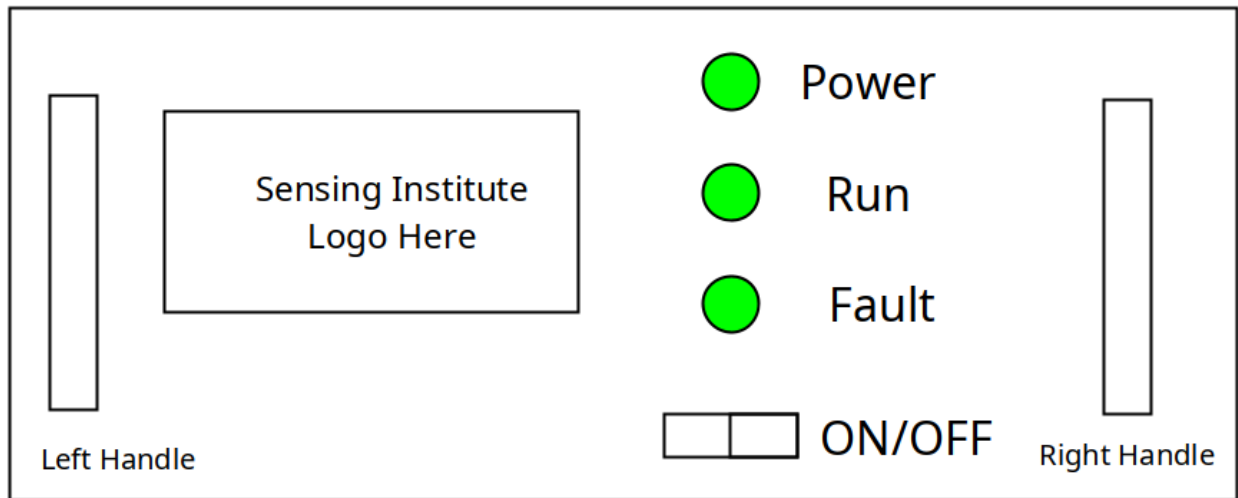 Sensing Institute
Logo Here
Power
Run
Fault
ON/OFF
Left Handle
Right Handle